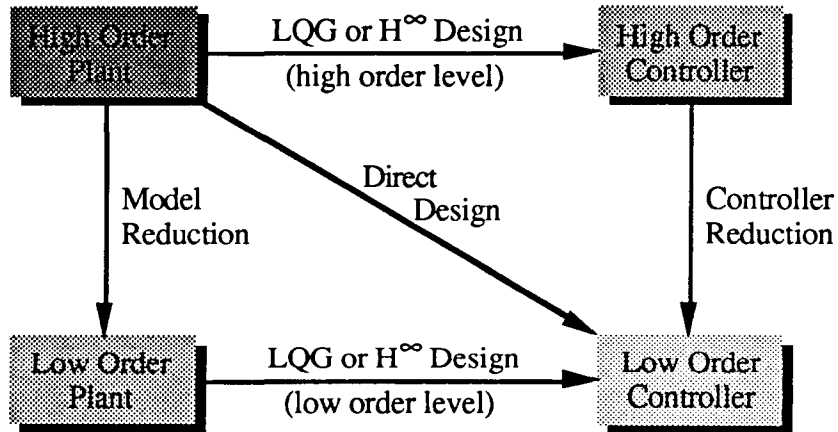 High Order
Plant
LQG or H∞ Design
(high order level)
High Order
Controller
Model
Reduction
Direct
Design
Controller
Reduction
Low Order
Plant
LQG or H∞ Design
(low order level)
Low Order
Controller